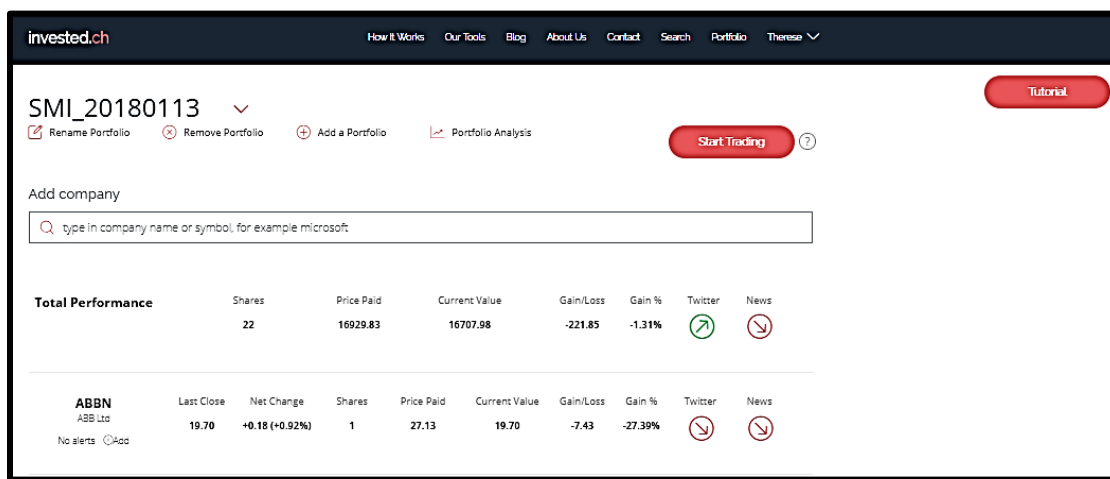 invested.ch How It Works Our Tools Blog About Us Contact Search Portfolio Therese
Tutorial
SMI_20180113
Rename Portfolio Remove Portfolio Add a Portfolio Portfolio Analysis
Start Trading ?
Add company
type in company name or symbol, for example microsoft
Total Performance Shares Price Paid Current Value Gain/Loss Gain % Twitter News
22 16929.83 16707.98 -221.85 -1.31%
ABBN Last Close Net Change Shares Price Paid Current Value Gain/Loss Gain % Twitter News
ABB Ltd
19.70 +0.18 (+0.92%) 1 27.13 19.70 -7.43 -27.39%
No alerts Add